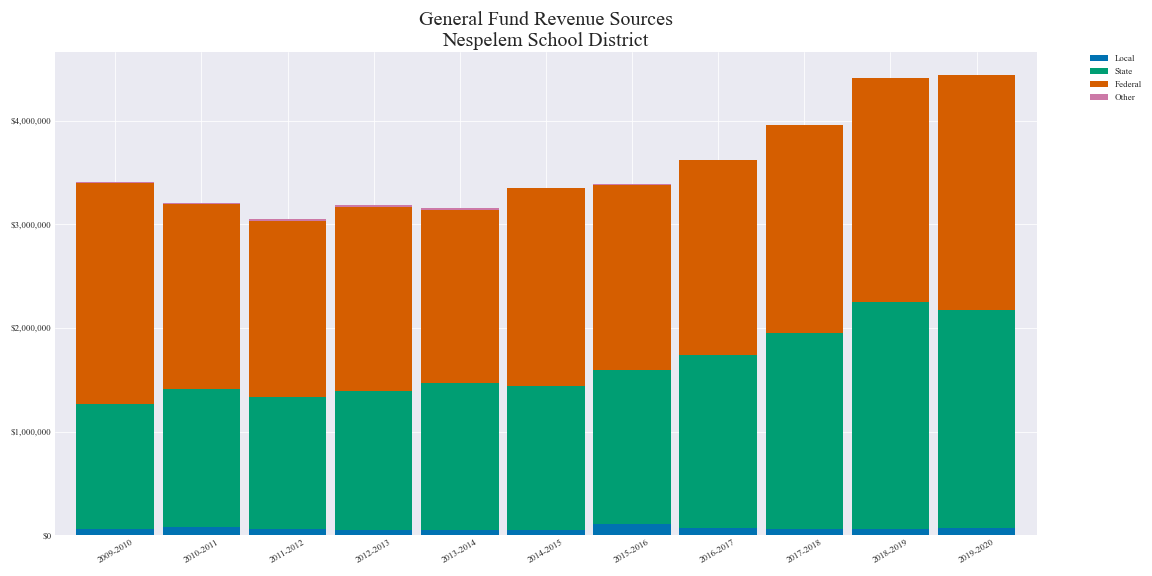 General Fund Revenue Sources
Nespelem School District
Local
State
Federal
Other
$4,000,000
$3,000,000
$2,000,000
$1,000,000
$0
2009-2010
2010-2011
2011-2012
2012-2013
2013-2014
2014-2015
2015-2016
2016-2017
2017-2018
2018-2019
2019-2020